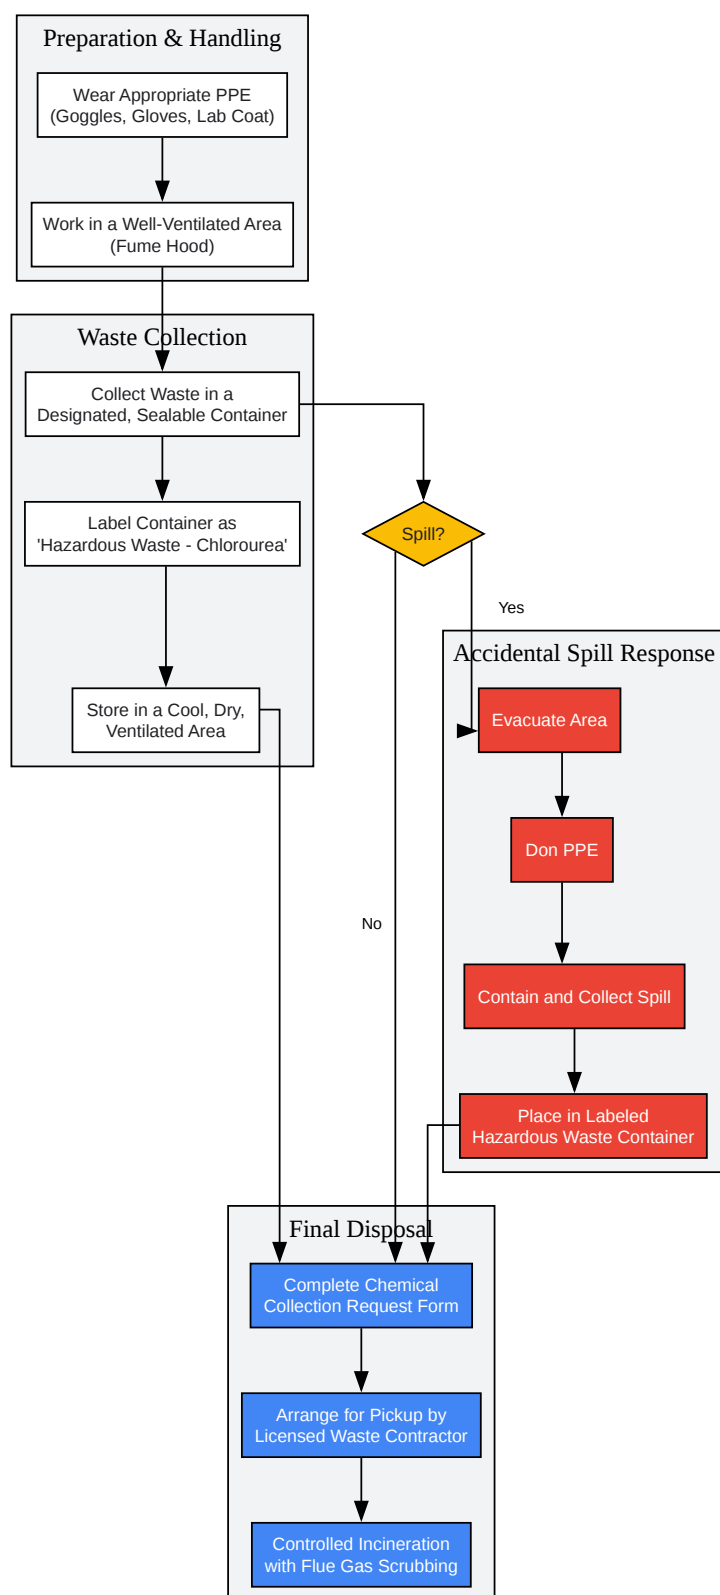 Preparation & Handling
Wear Appropriate PPE
(Goggles, Gloves, Lab Coat)
Work in a Well-Ventilated Area
(Fume Hood)
Waste Collection
Collect Waste in a
Designated, Sealable Container
Label Container as
'Hazardous Waste - Chlorourea'
Store in a Cool, Dry,
Ventilated Area
Spill?
Yes
No
Accidental Spill Response
Evacuate Area
Don PPE
Contain and Collect Spill
Place in Labeled
Hazardous Waste Container
Final Disposal
Complete Chemical
Collection Request Form
Arrange for Pickup by
Licensed Waste Contractor
Controlled Incineration
with Flue Gas Scrubbing